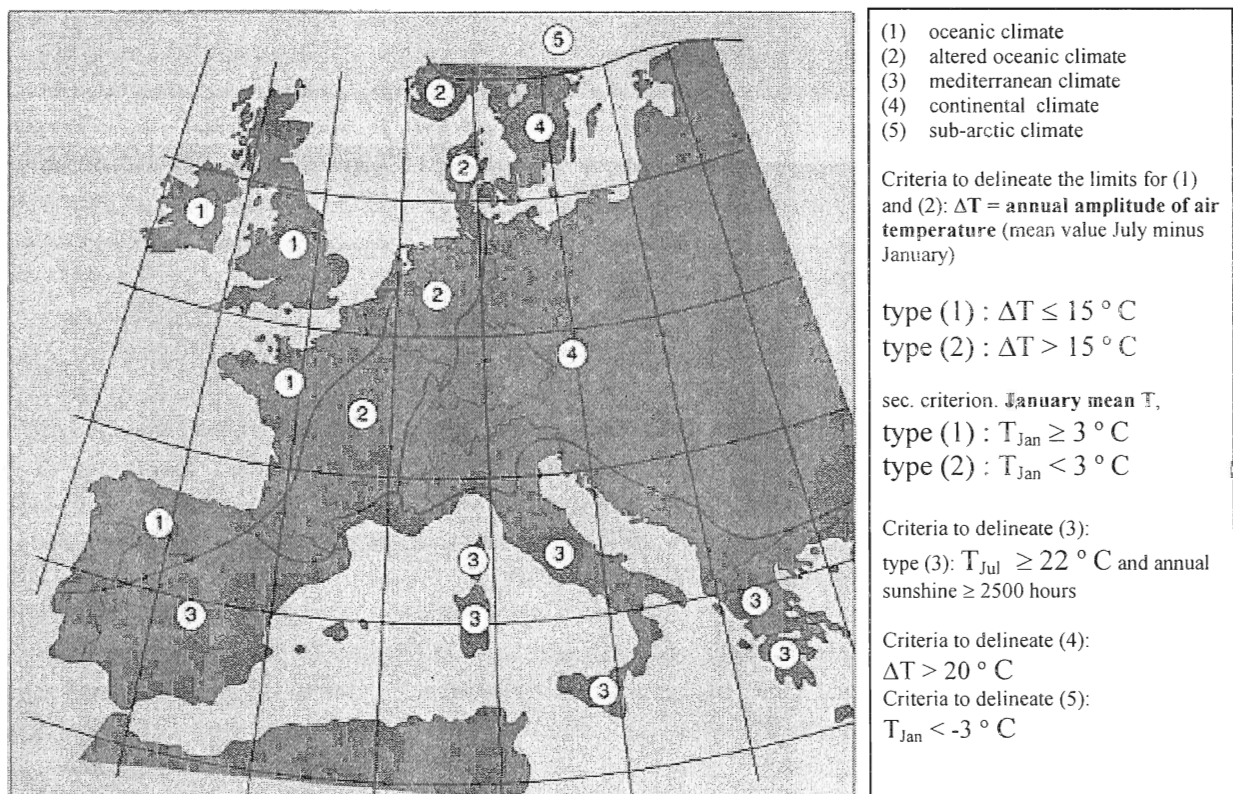 5
2
4
2
1
1
2
4
1
2
1
3
3
3
3
3
3
3
(1) oceanic climate
(2) altered oceanic climate
(3) mediterranean climate
(4) continental climate
(5) sub-arctic climate
Criteria to delineate the limits for (1)
and (2): ΔT = annual amplitude of air
temperature (mean value July minus
January)
type (1) : ΔT ≤ 15 ° C
type (2) : ΔT > 15 ° C
sec. criterion. January mean T,
type (1) : TJan ≥ 3 ° C
type (2) : TJan < 3 ° C
Criteria to delineate (3):
type (3): TJul ≥ 22 ° C and annual
sunshine ≥ 2500 hours
Criteria to delineate (4):
ΔT > 20 ° C
Criteria to delineate (5):
TJan < -3 ° C